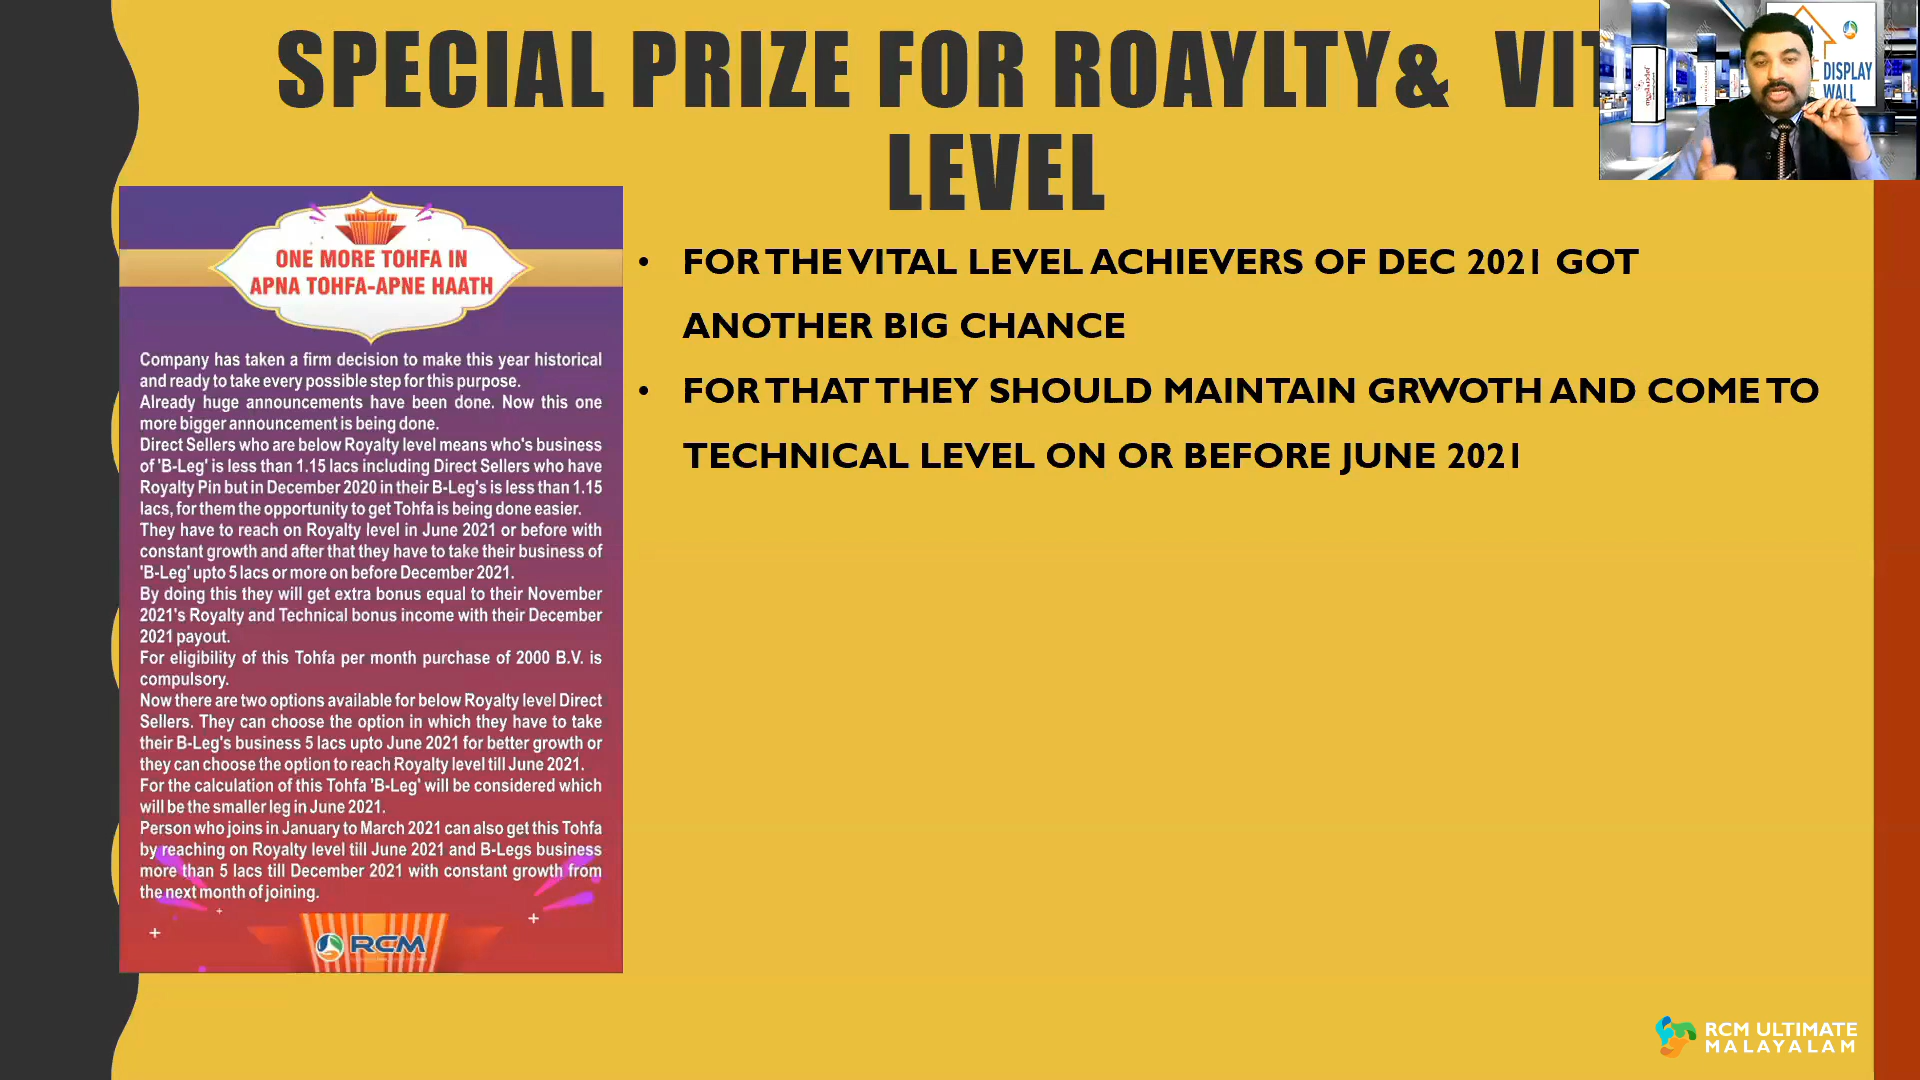 SPECIAL PRIZE FOR ROAYLTY& VIT
LEVEL
DISPLAY
WALL
ONE MORE TOHFA IN
APNA TOHFA-APNE HAATH
Company has taken a firm decision to make this year historical
and ready to take every possible step for this purpose.
Already huge announcements have been done. Now this one
more bigger announcement is being done.
Direct Sellers who are below Royalty level means who's business
of 'B-Leg' is less than 1.15 lacs including Direct Sellers who have
Royalty Pin but in December 2020 in their B-Leg's is less than 1.15
lacs, for them the opportunity to get Tohfa is being done easier.
They have to reach on Royalty level in June 2021 or before with
constant growth and after that they have to take their business of
'B-Leg' upto 5 lacs or more on before December 2021.
By doing this they will get extra bonus equal to their November
2021's Royalty and Technical bonus income with their December
2021 payout.
For eligibility of this Tohfa per month purchase of 2000 B.V. is
compulsory.
Now there are two options available for below Royalty level Direct
Sellers. They can choose the option in which they have to take
their B-Leg's business 5 lacs upto June 2021 for better growth or
they can choose the option to reach Royalty level till June 2021.
For the calculation of this Tohfa 'B-Leg' will be considered which
will be the smaller leg in June 2021.
Person who joins in January to March 2021 can also get this Tohfa
by reaching on Royalty level till June 2021 and B-Legs business
more than 5 lacs till December 2021 with constant growth from
the next month of joining.
RCM
• FOR THE VITAL LEVEL ACHIEVERS OF DEC 2021 GOT
ANOTHER BIG CHANCE
• FOR THAT THEY SHOULD MAINTAIN GRWOTH AND COME TO
TECHNICAL LEVEL ON OR BEFORE JUNE 2021
RCM ULTIMATE
MALAYALAM